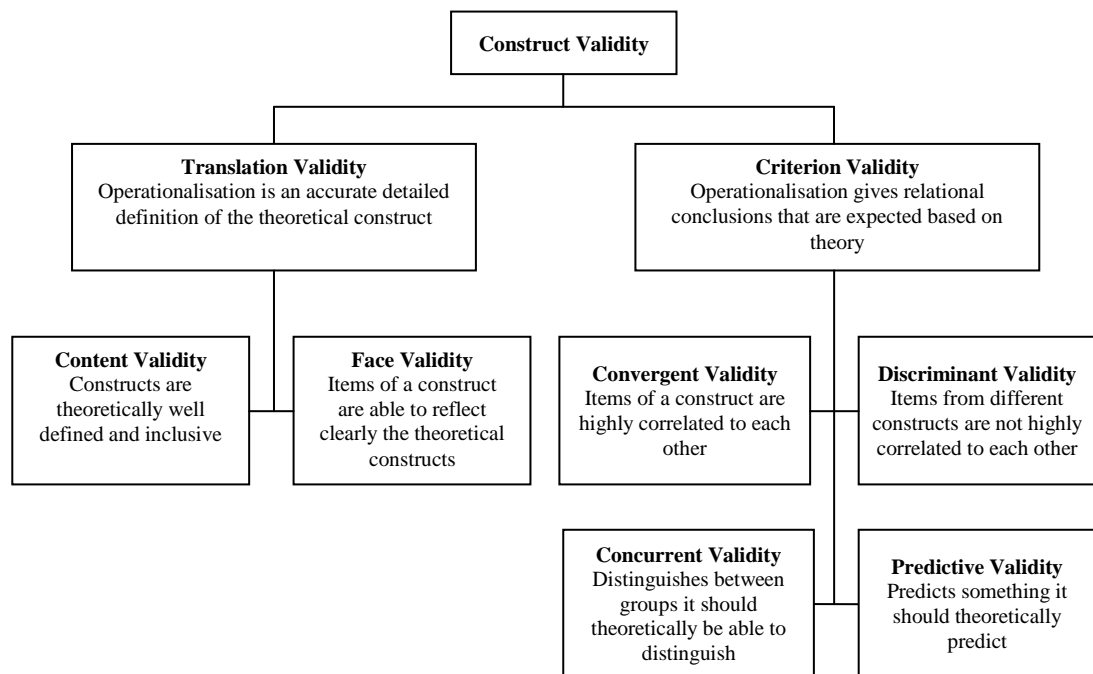 Construct Validity
Translation Validity
Operationalisation is an accurate detailed
definition of the theoretical construct
Criterion Validity
Operationalisation gives relational
conclusions that are expected based on
theory
Content Validity
Constructs are
theoretically well
defined and inclusive
Face Validity
Items of a construct
are able to reflect
clearly the theoretical
constructs
Convergent Validity
Items of a construct are
highly correlated to each
other
Discriminant Validity
Items from different
constructs are not highly
correlated to each other
Concurrent Validity
Distinguishes between
groups it should
theoretically be able to
distinguish
Predictive Validity
Predicts something it
should theoretically
predict